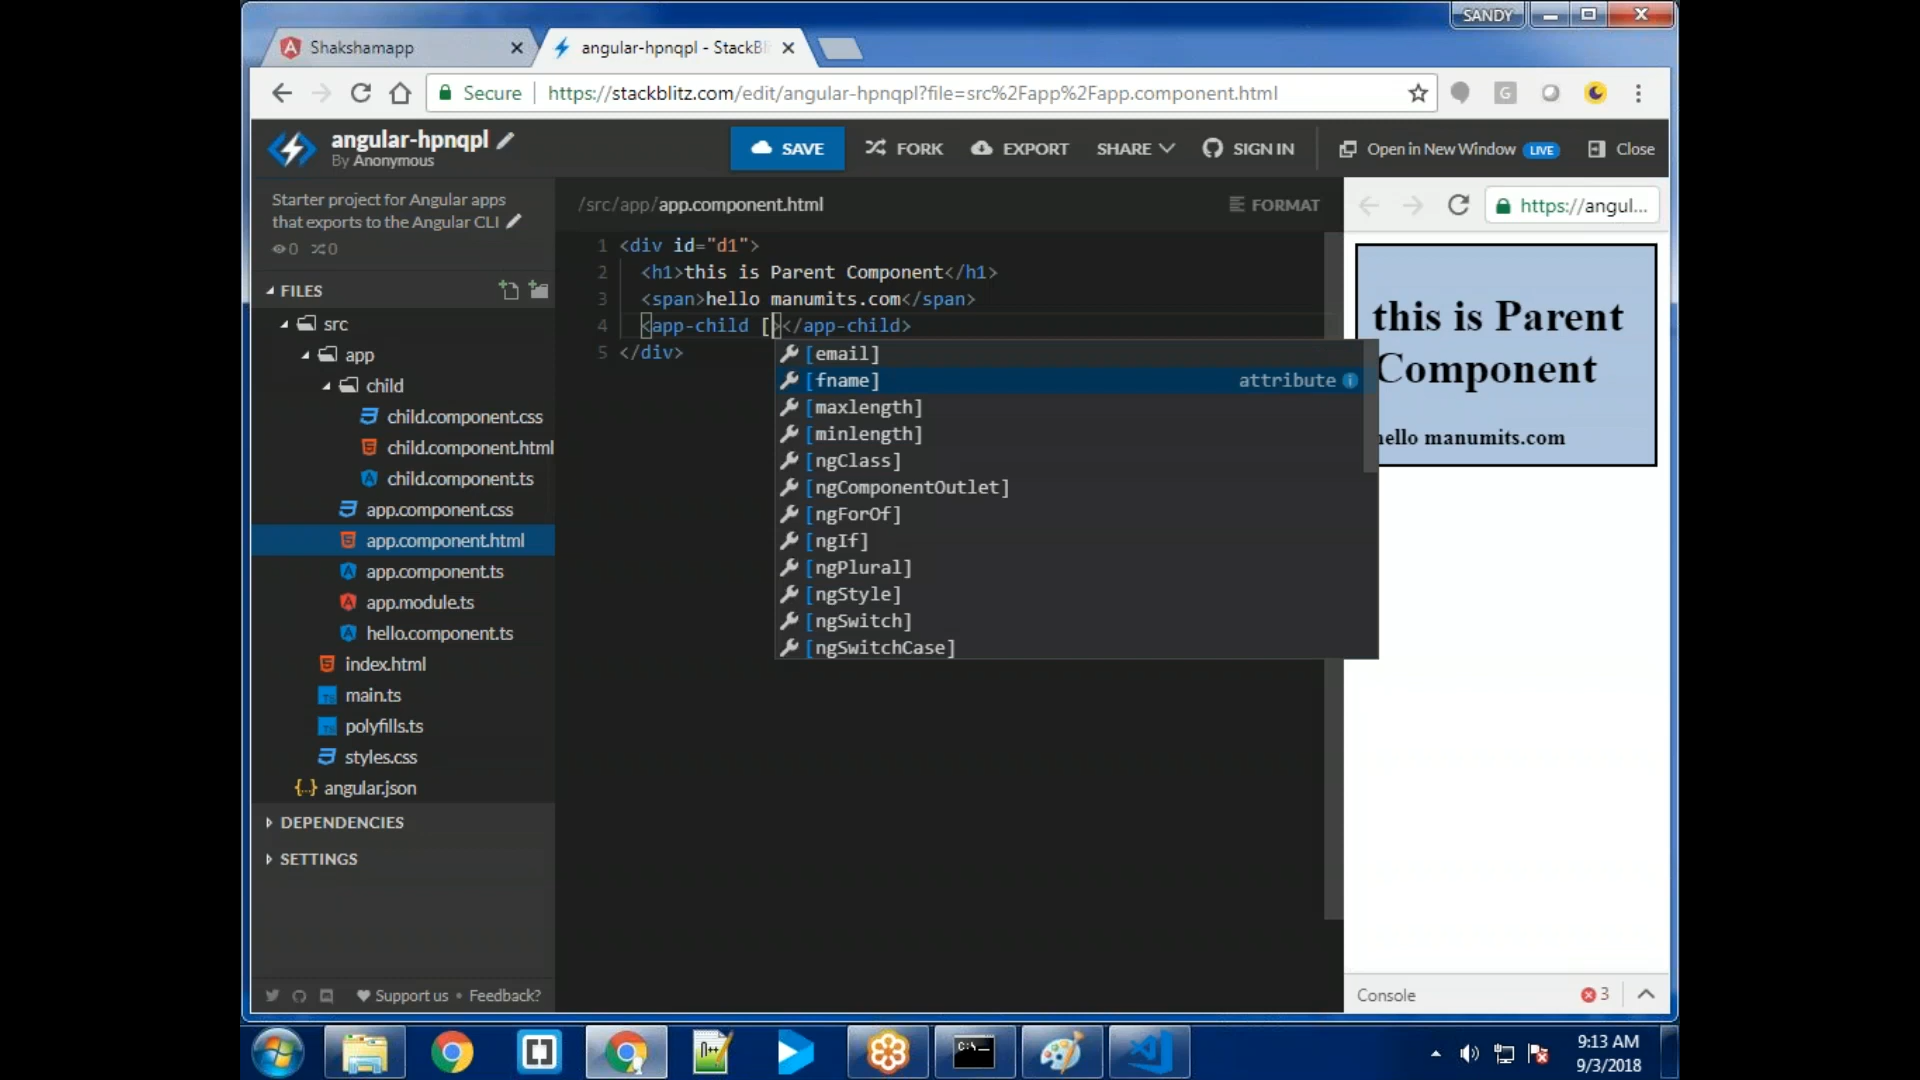 SANDY
Shakshamapp
angular-hpnqpl - StackBl
Secure | https://stackblitz.com/edit/angular-hpnqpl?file=src%2Fapp%2Fapp.component.html
angular-hpnqpl
By Anonymous
SAVE
FORK
EXPORT
SHARE
SIGN IN
Open in New Window LIVE
Close
Starter project for Angular apps
that exports to the Angular CLI
0 0
FILES
src
app
child
child.component.css
child.component.html
child.component.ts
app.component.css
app.component.html
app.component.ts
app.module.ts
hello.component.ts
index.html
main.ts
polyfills.ts
styles.css
{..} angular.json
DEPENDENCIES
SETTINGS
Support us • Feedback?
/src/app/app.component.html
FORMAT
1 <div id="d1">
2 <h1>this is Parent Component</h1>
3 <span>hello manumits.com</span>
4 <app-child [></app-child>
5 </div>
[email]
[fname] attribute
[maxlength]
[minlength]
[ngClass]
[ngComponentOutlet]
[ngForOf]
[ngIf]
[ngPlural]
[ngStyle]
[ngSwitch]
[ngSwitchCase]
https://angul...
this is Parent
Component
hello manumits.com
Console
3
9:13 AM
9/3/2018